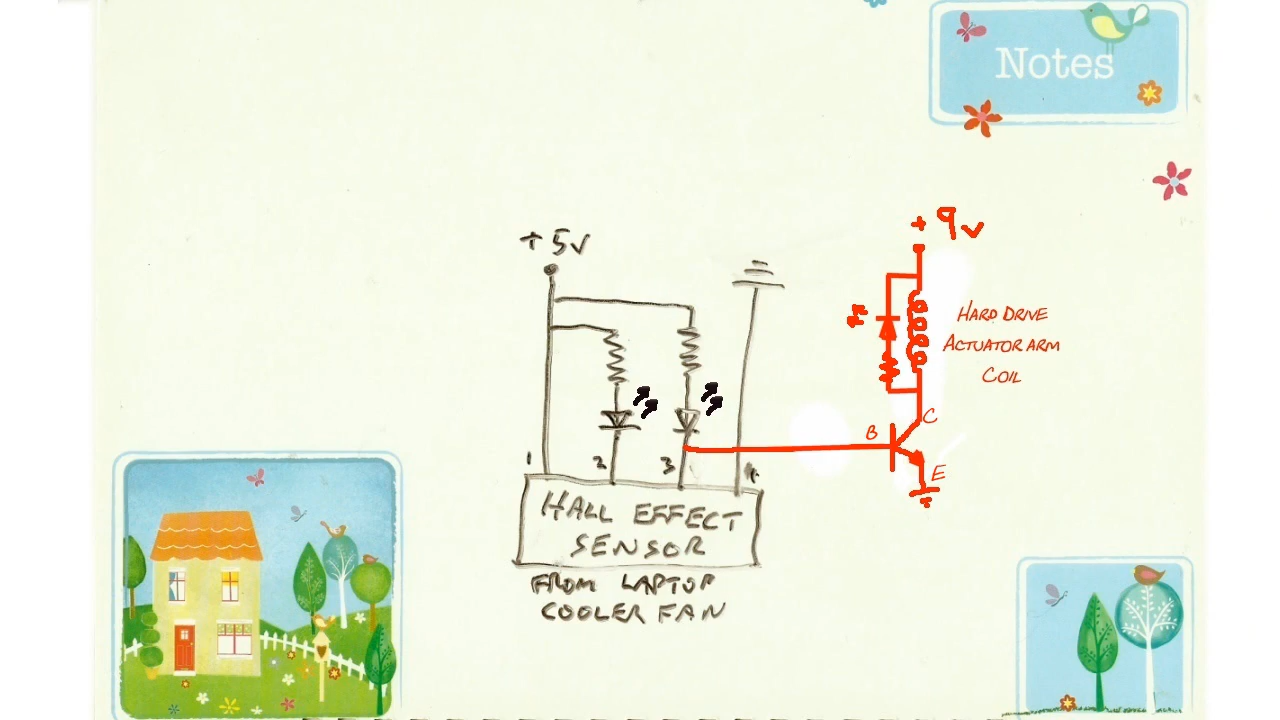 Notes
+ 9v
+5V
HARD DRIVE
ACTUATOR ARM
COIL
C
B
1
2
3
4
E
HALL EFFECT
SENSOR
FROM LAPTOP
COOLER FAN